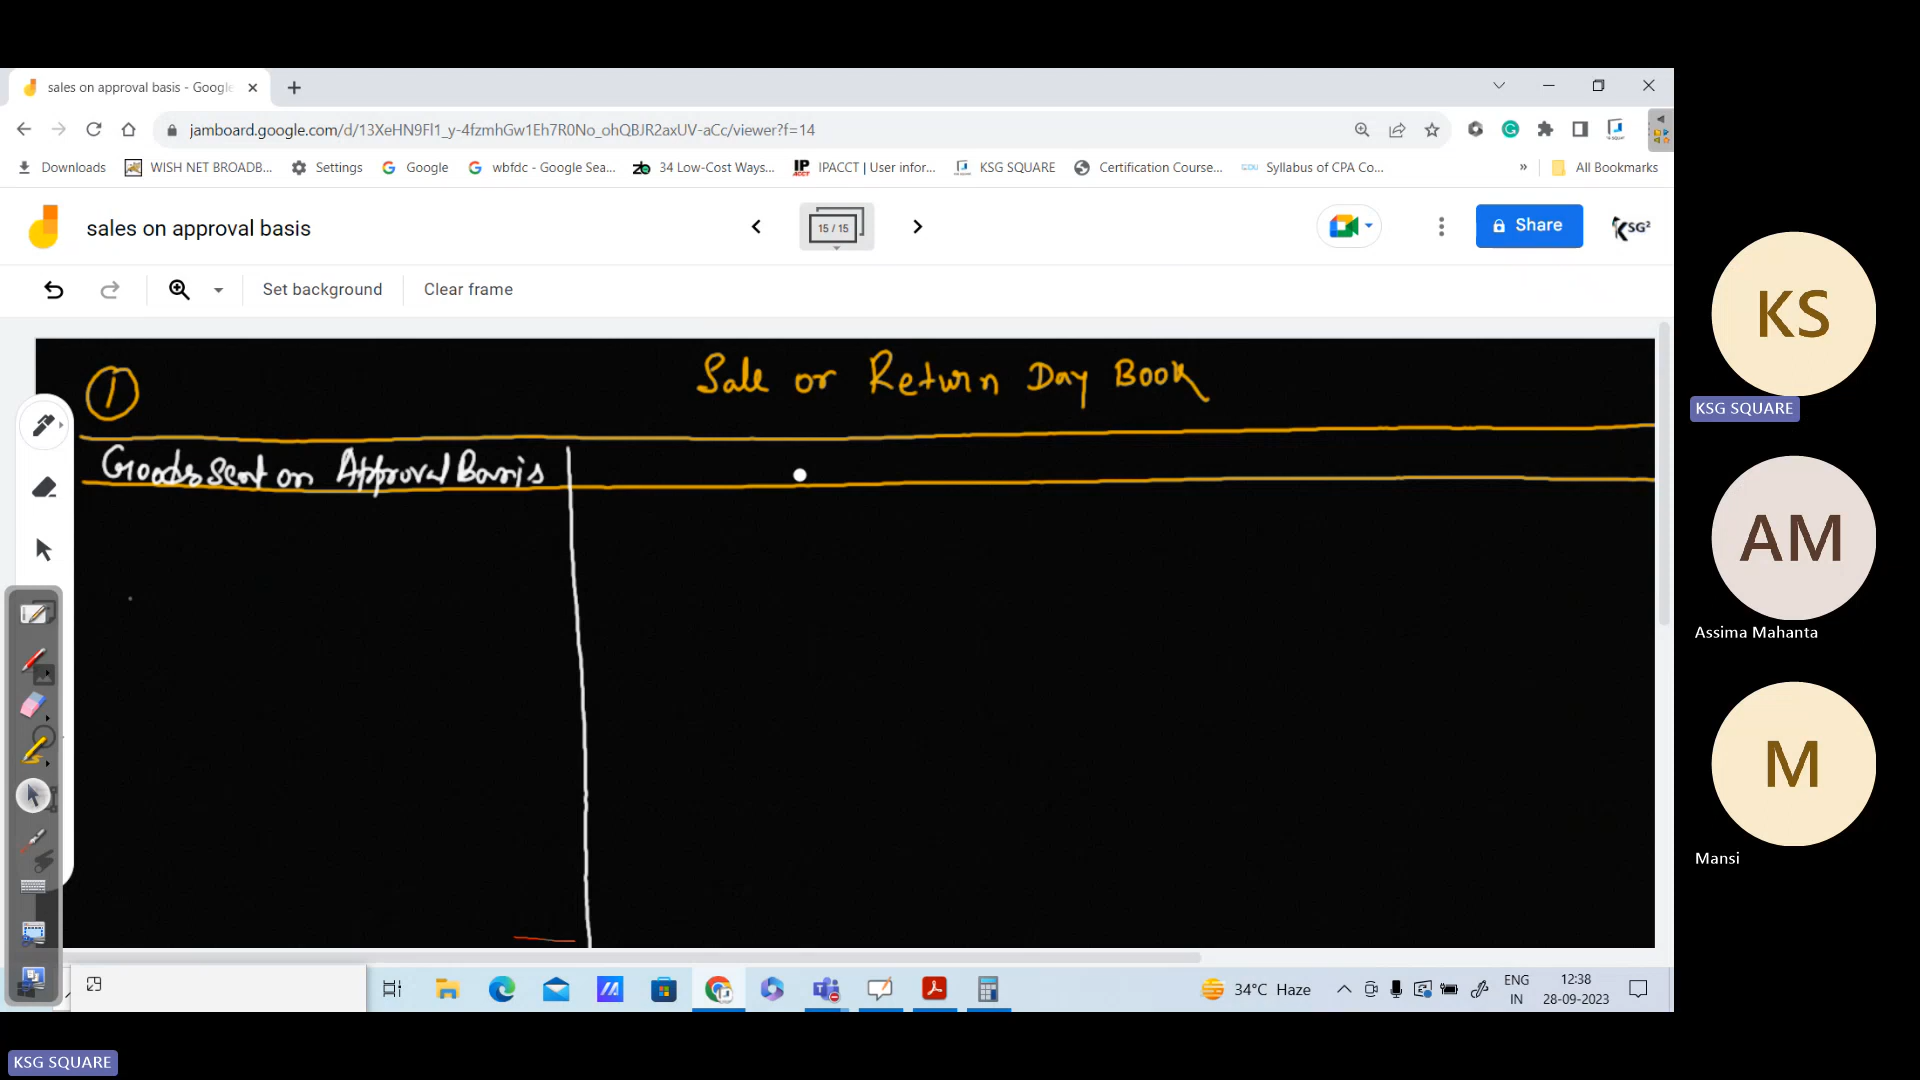 sales on approval basis - Google
jamboard.google.com/d/13XeHN9Fl1_y-4fzmhGw1Eh7R0No_ohQBJR2axUV-aCc/viewer?f=14
Downloads WISH NET BROADB... Settings Google wbfdc - Google Sea... 34 Low-Cost Ways... IPACCT | User infor... KSG SQUARE Certification Course... Syllabus of CPA Co... » All Bookmarks
sales on approval basis
15 / 15
Share
KSG²
Set background Clear frame
① Sale or Return Day Book
Goods sent on Approval Basis
KS
KSG SQUARE
AM
Assima Mahanta
M
Mansi
34°C Haze
ENG
IN
12:38
28-09-2023
KSG SQUARE